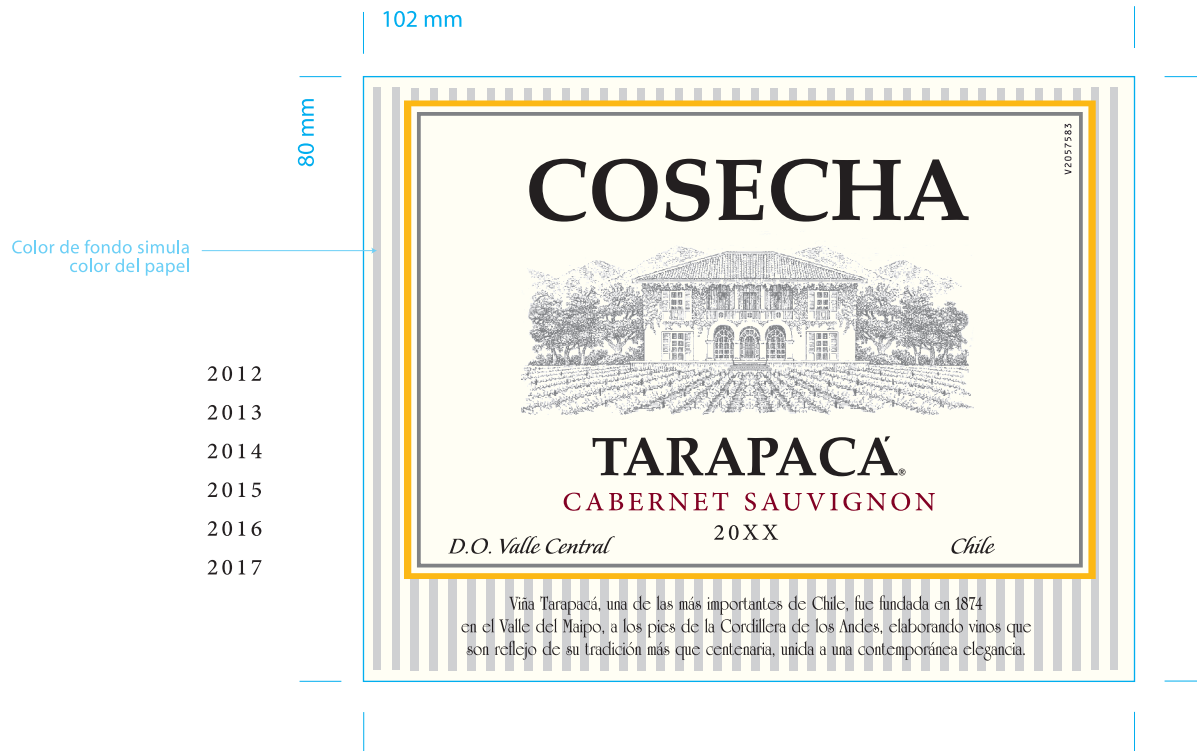 102 mm
80 mm
Color de fondo simula
color del papel
2012
2013
2014
2015
2016
2017
V2057583
COSECHA
TARAPACÁ®
CABERNET SAUVIGNON
20XX
D.O. Valle Central
Chile
Viña Tarapacá, una de las más importantes de Chile, fue fundada en 1874
en el Valle del Maipo, a los pies de la Cordillera de los Andes, elaborando vinos que
son reflejo de su tradición más que centenaria, unida a una contemporánea elegancia.